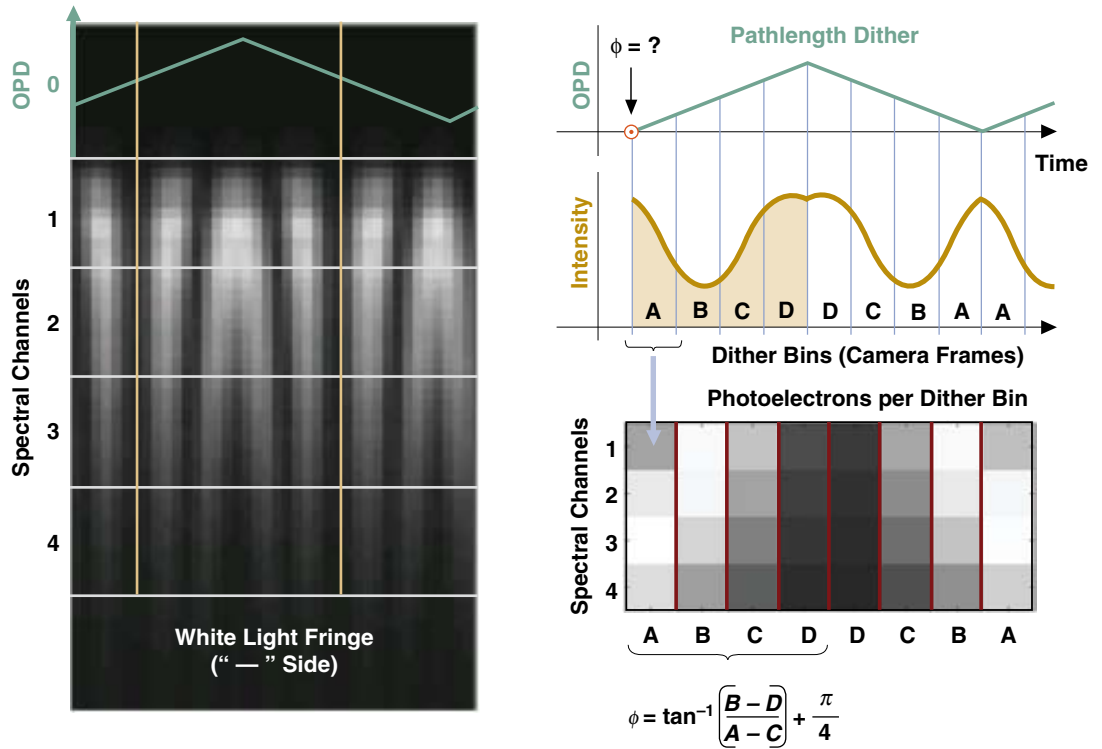 OPD
0
Spectral Channels
1
2
3
4
White Light Fringe
(“ — ” Side)
ϕ = ?
Pathlength Dither
OPD
Time
Intensity
A B C D D C B A A
Dither Bins (Camera Frames)
Photoelectrons per Dither Bin
Spectral Channels
1
2
3
4
A B C D D C B A
ϕ = tan⁻¹ [(B – D)/(A – C)] + π/4